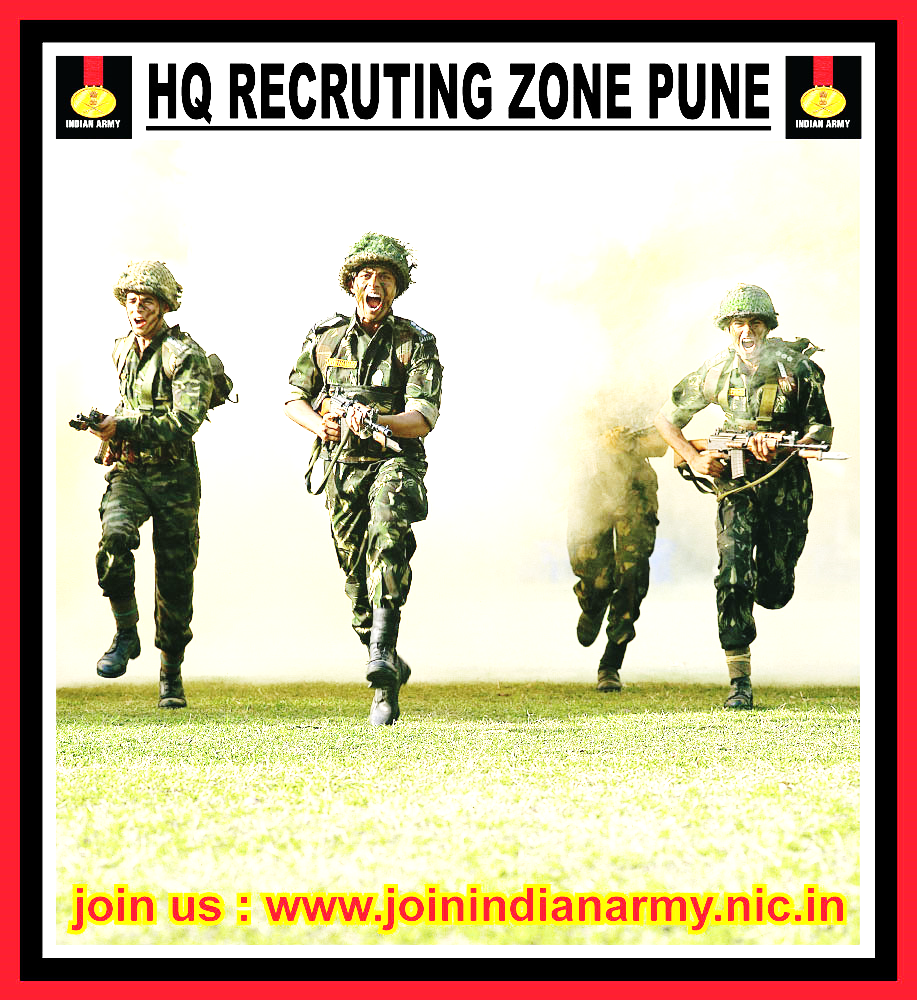 HQ RECRUTING ZONE PUNE
INDIAN ARMY
INDIAN ARMY
join us : www.joinindianarmy.nic.in